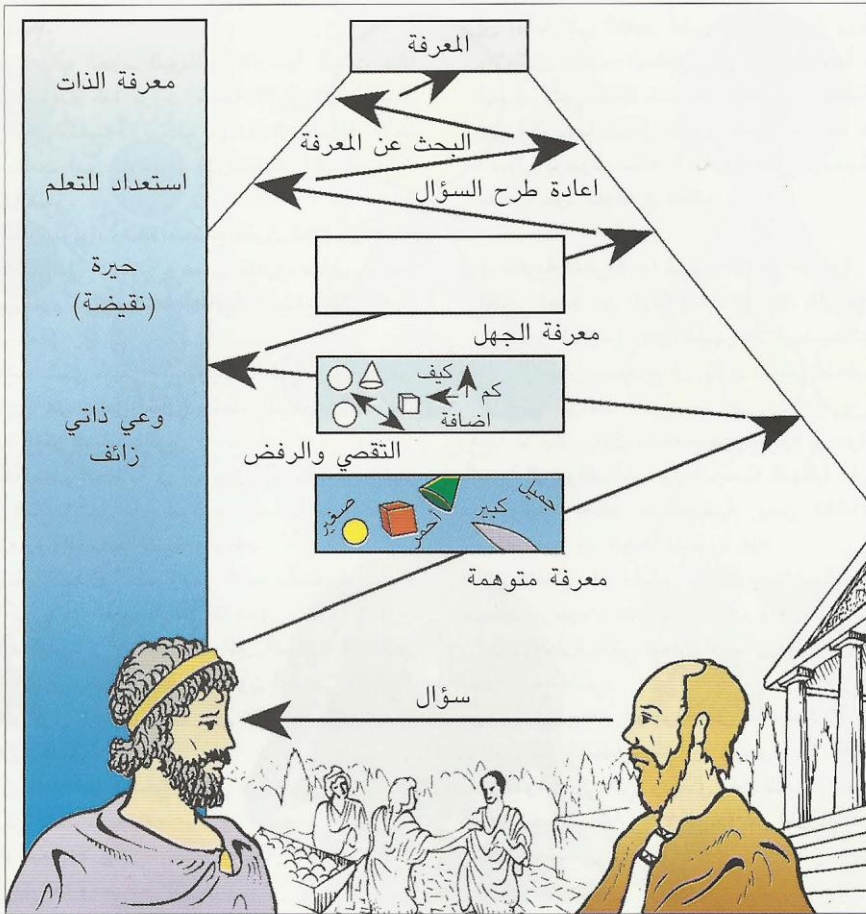 المعرفة
معرفة الذات
البحث عن المعرفة
استعداد للتعلم
اعادة طرح السؤال
حيرة
(نقيضة)
معرفة الجهل
كيف
كم
اضافة
وعي ذاتي
زائف
التقصي والرفض
جميل
كبير
احمر
صغير
معرفة متوهمة
سؤال